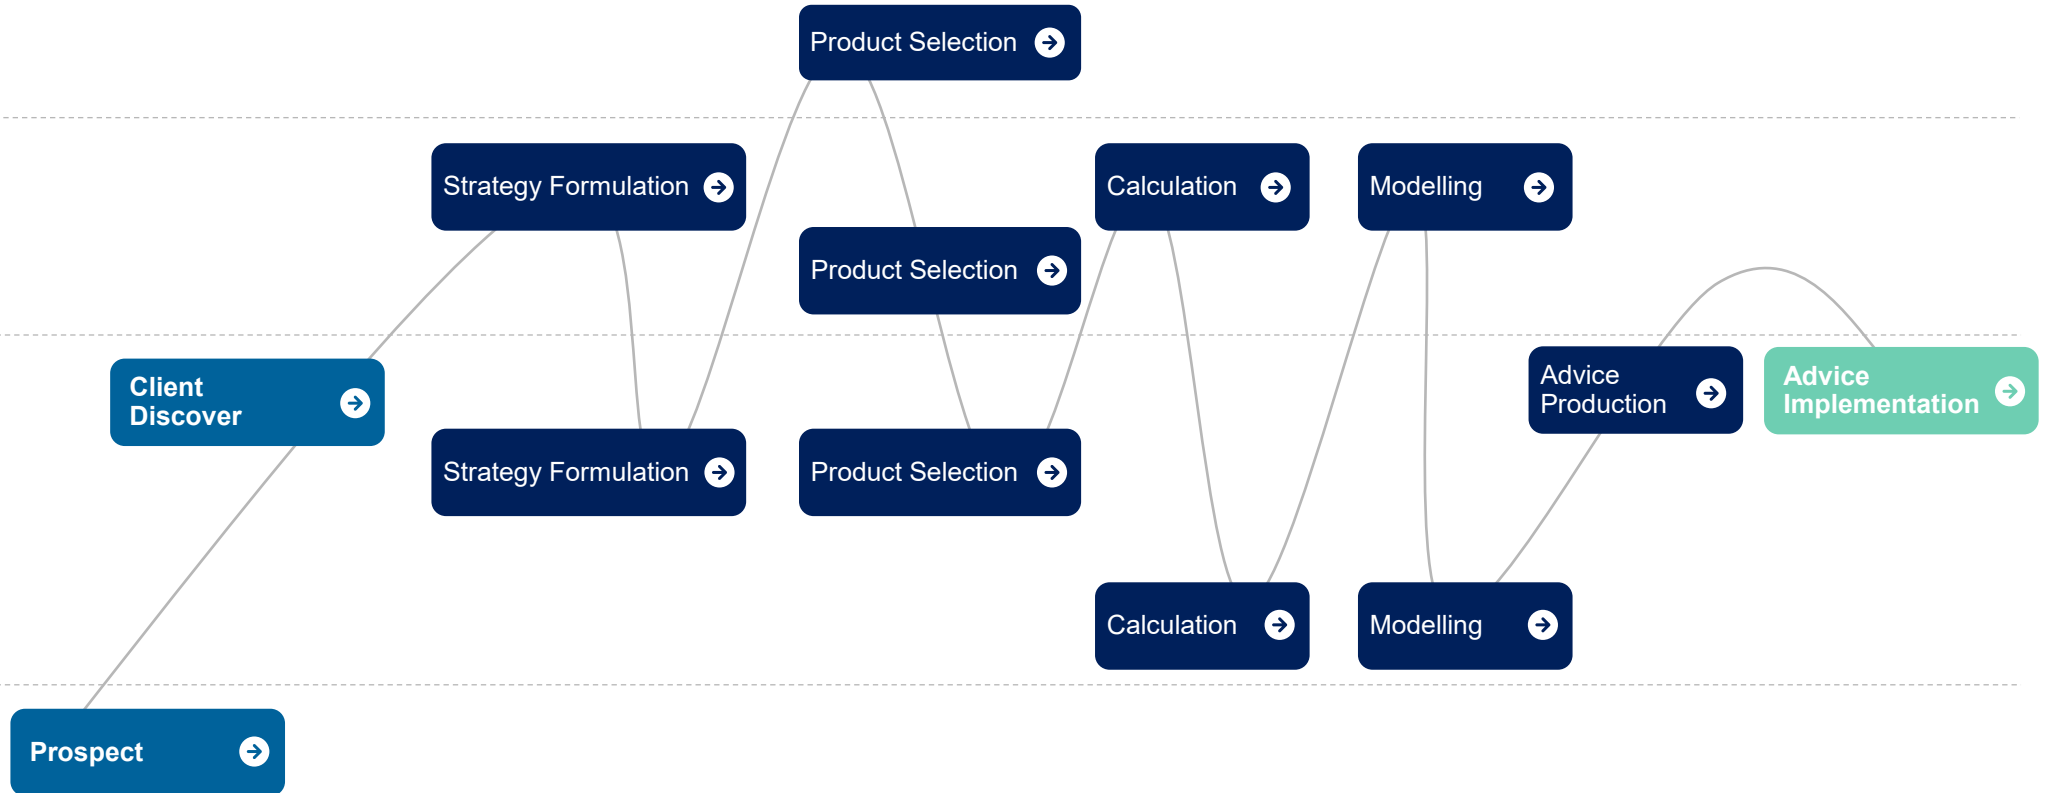 Product Selection
Strategy Formulation
Calculation
Modelling
Product Selection
Client
Discover
Advice
Production
Advice
Implementation
Strategy Formulation
Product Selection
Calculation
Modelling
Prospect